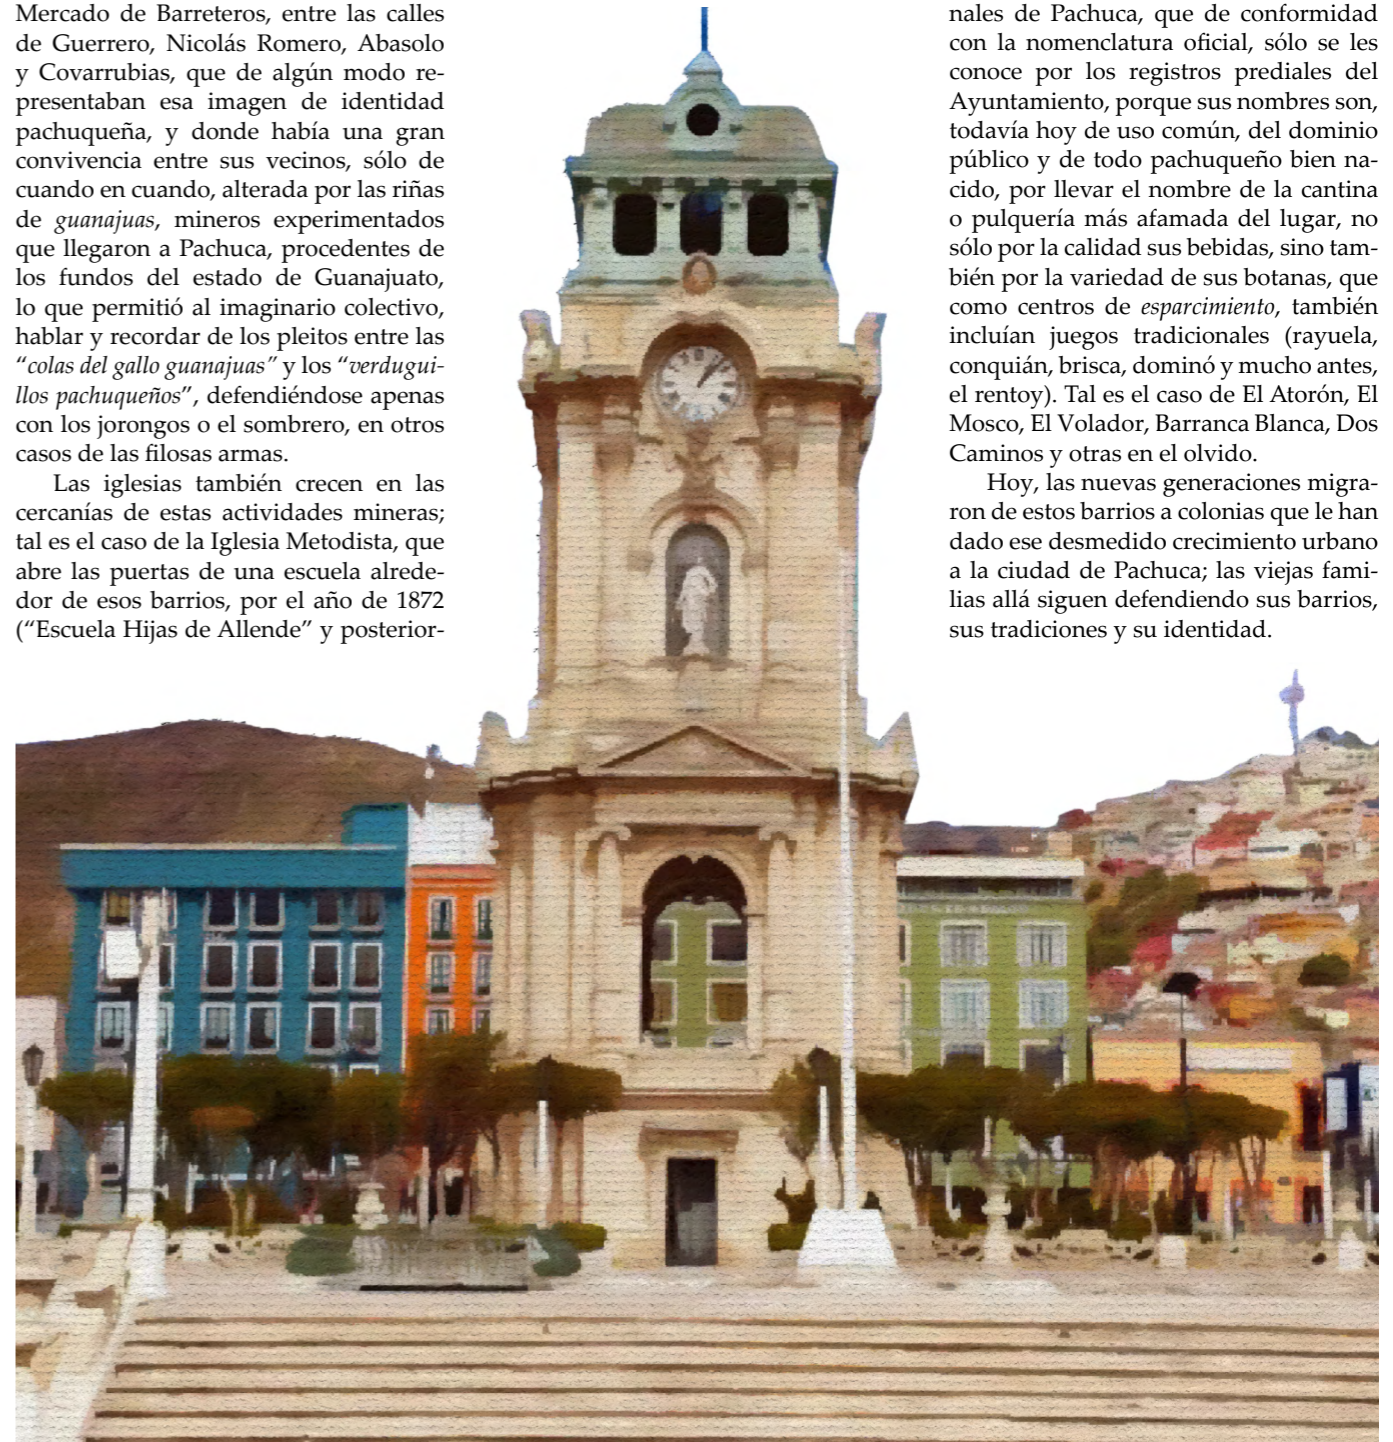 Mercado de Barreteros, entre las calles
de Guerrero, Nicolás Romero, Abasolo
y Covarrubias, que de algún modo re-
presentaban esa imagen de identidad
pachuqueña, y donde había una gran
convivencia entre sus vecinos, sólo de
cuando en cuando, alterada por las riñas
de guanajuas, mineros experimentados
que llegaron a Pachuca, procedentes de
los fundos del estado de Guanajuato,
lo que permitió al imaginario colectivo,
hablar y recordar de los pleitos entre las
“colas del gallo guanajuas” y los “verdugui-
llos pachuqueños”, defendiéndose apenas
con los jorongos o el sombrero, en otros
casos de las filosas armas.
Las iglesias también crecen en las
cercanías de estas actividades mineras;
tal es el caso de la Iglesia Metodista, que
abre las puertas de una escuela alrede-
dor de esos barrios, por el año de 1872
(“Escuela Hijas de Allende” y posterior-
nales de Pachuca, que de conformidad
con la nomenclatura oficial, sólo se les
conoce por los registros prediales del
Ayuntamiento, porque sus nombres son,
todavía hoy de uso común, del dominio
público y de todo pachuqueño bien na-
cido, por llevar el nombre de la cantina
o pulquería más afamada del lugar, no
sólo por la calidad sus bebidas, sino tam-
bién por la variedad de sus botanas, que
como centros de esparcimiento, también
incluían juegos tradicionales (rayuela,
conquián, brisca, dominó y mucho antes,
el rentoy). Tal es el caso de El Atorón, El
Mosco, El Volador, Barranca Blanca, Dos
Caminos y otras en el olvido.
Hoy, las nuevas generaciones migra-
ron de estos barrios a colonias que le han
dado ese desmedido crecimiento urbano
a la ciudad de Pachuca; las viejas fami-
lias allá siguen defendiendo sus barrios,
sus tradiciones y su identidad.